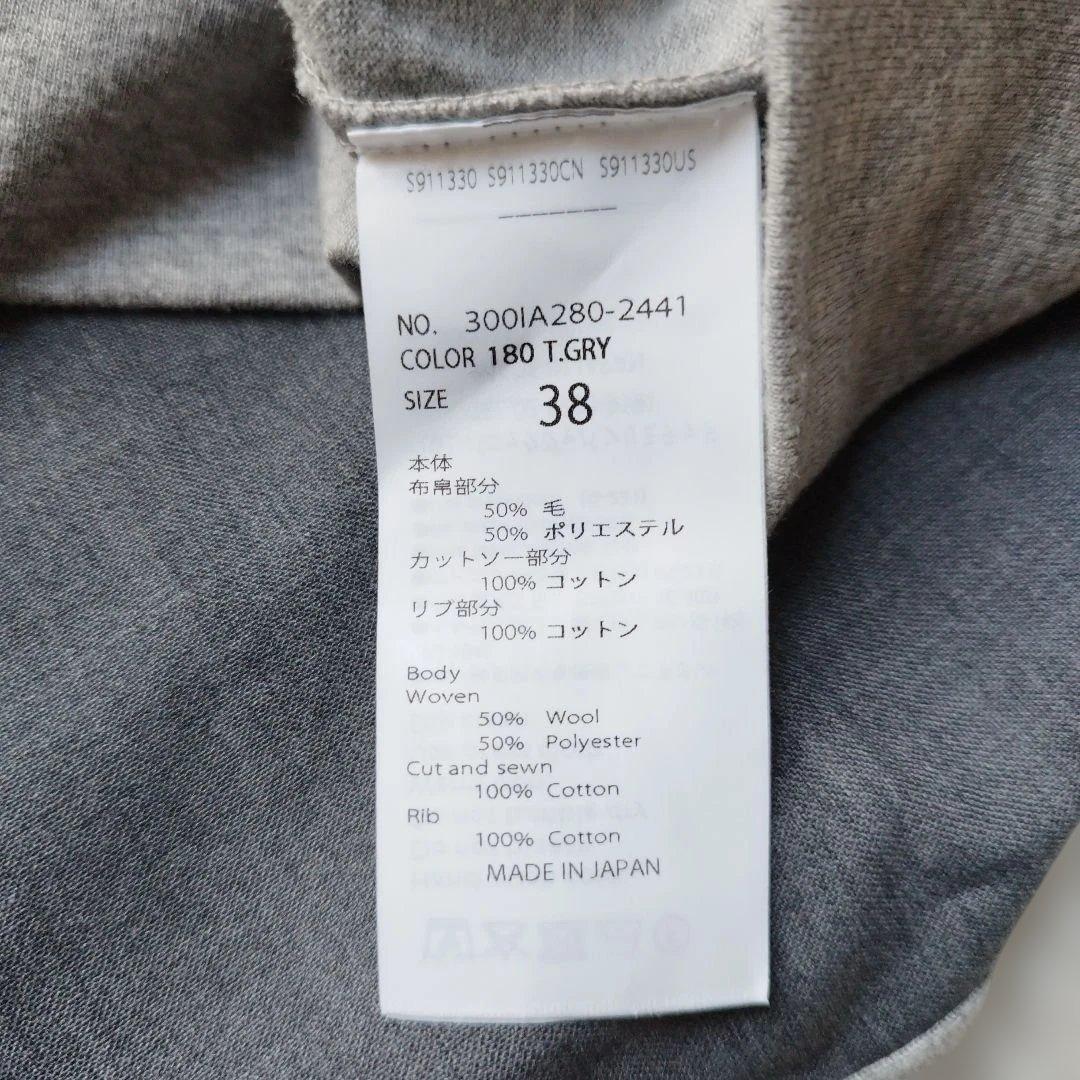 S911330 S911330CN S911330US
NO. 300IA280-2441
COLOR 180 T.GRY
SIZE 38
本体
布帛部分
50% 毛
50% ポリエステル
カットソー部分
100% コットン
リブ部分
100% コットン
Body
Woven
50% Wool
50% Polyester
Cut and sewn
100% Cotton
Rib
100% Cotton
MADE IN JAPAN